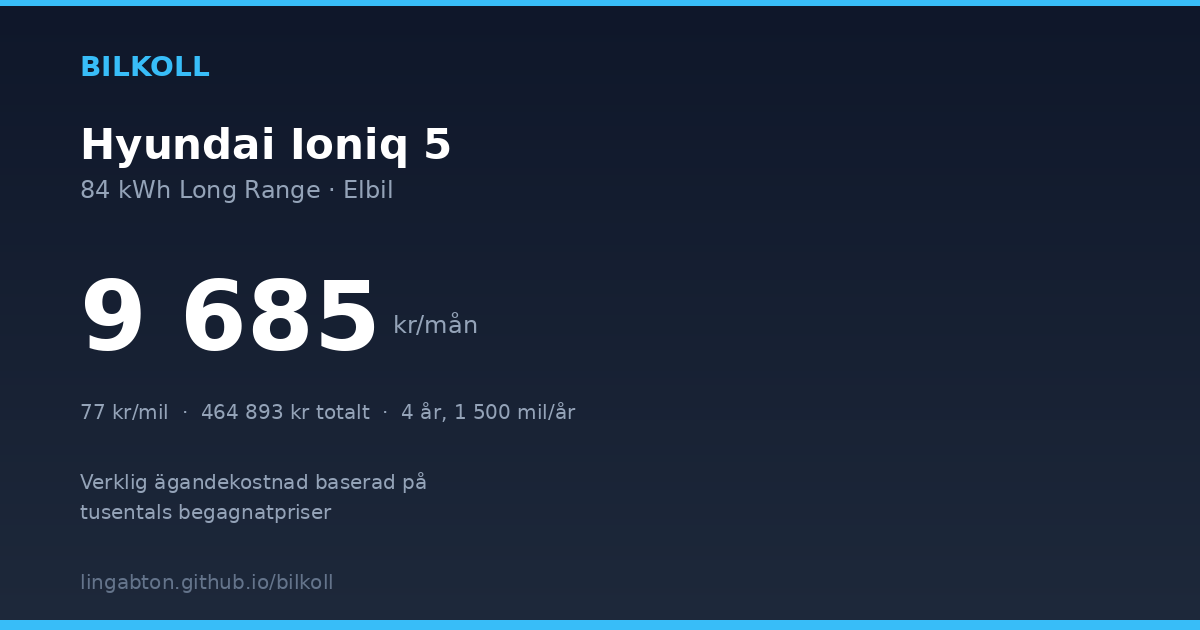 BILKOLL
Hyundai Ioniq 5
84 kWh Long Range · Elbil
9 685 kr/mån
77 kr/mil · 464 893 kr totalt · 4 år, 1 500 mil/år
Verklig ägandekostnad baserad på
tusentals begagnatpriser
lingabton.github.io/bilkoll